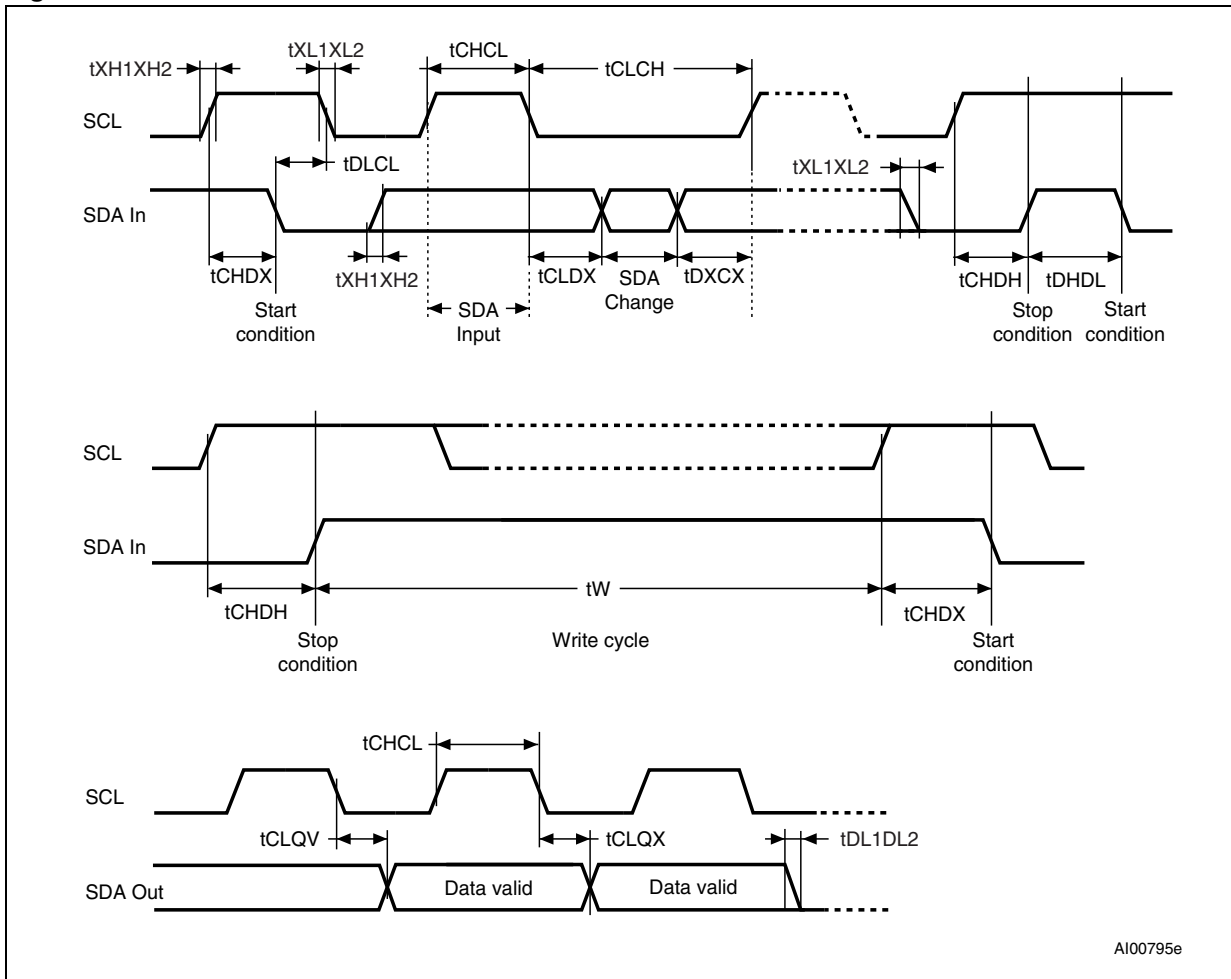 tXL1XL2
tCHCL
tXH1XH2
tCLCH
SCL
tDLCL
tXL1XL2
SDA In
tCHDX
tXH1XH2
tCLDX
SDA
Change
tDXCX
tCHDH
tDHDL
Start
condition
SDA
Input
Stop
condition
Start
condition
SCL
SDA In
tW
tCHDH
tCHDX
Stop
condition
Write cycle
Start
condition
tCHCL
SCL
tCLQV
tCLQX
tDL1DL2
SDA Out
Data valid
Data valid
AI00795e